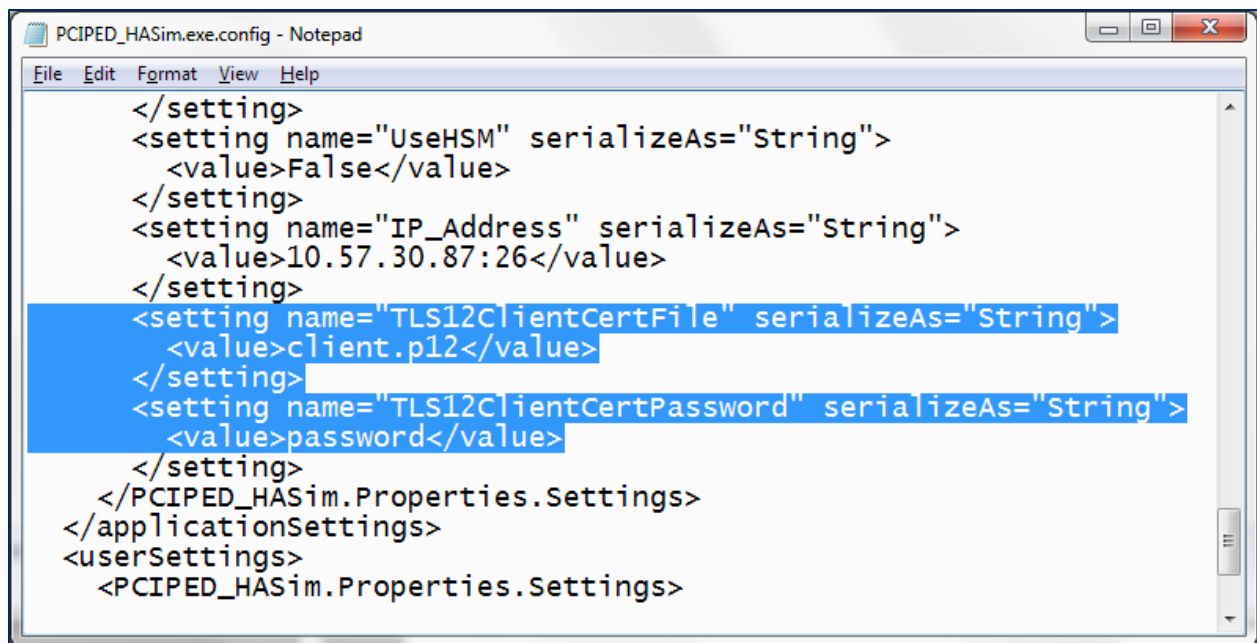 PCIPED_HASim.exe.config - Notepad
File Edit Format View Help
</setting>
<setting name="UseHSM" serializeAs="String">
<value>False</value>
</setting>
<setting name="IP_Address" serializeAs="String">
<value>10.57.30.87:26</value>
</setting>
<setting name="TLS12ClientCertFile" serializeAs="String">
<value>client.p12</value>
</setting>
<setting name="TLS12ClientCertPassword" serializeAs="String">
<value>password</value>
</setting>
</PCIPED_HASim.Properties.Settings>
</applicationSettings>
<userSettings>
<PCIPED_HASim.Properties.Settings>